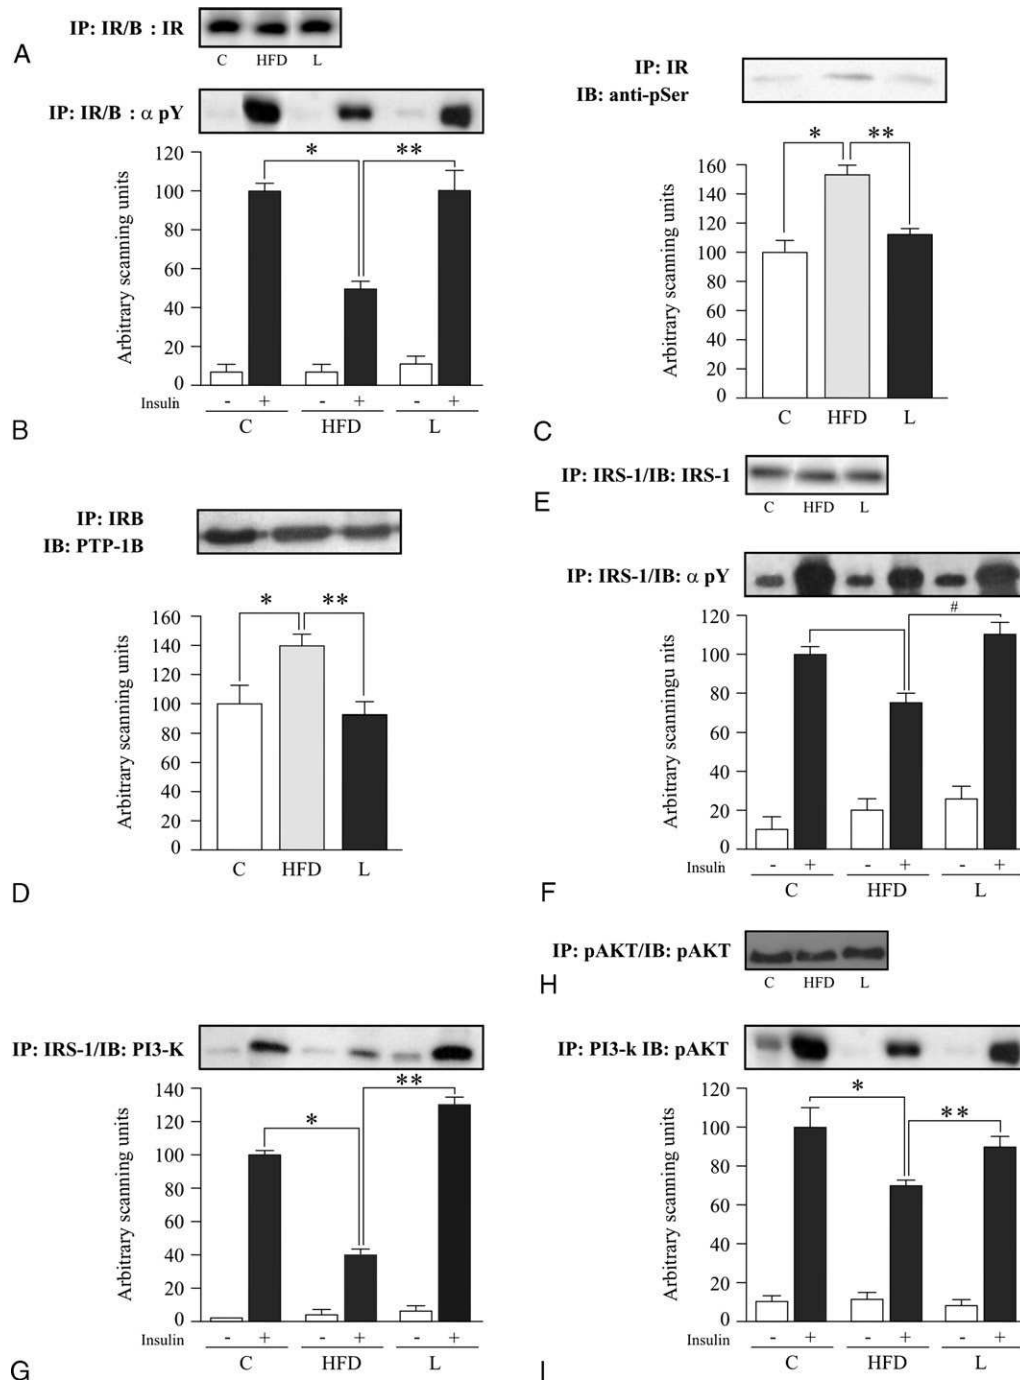 IP: IR/B : IR
C HFD L
A
IP: IR/B : α pY
* **
Arbitrary scanning units
120
100
80
60
40
20
0
Insulin - + - + - +
C HFD L
B
IP: IR
IB: anti-pSer
* **
Arbitrary scanning units
160
140
120
100
80
60
40
20
0
C HFD L
C
IP: IRB
IB: PTP-1B
* **
Arbitrary scanning units
160
140
120
100
80
60
40
20
0
C HFD L
D
IP: IRS-1/IB: IRS-1
C HFD L
E
IP: IRS-1/IB: α pY
#
Arbitrary scanningu nits
120
100
80
60
40
20
0
Insulin - + - + - +
C HFD L
F
IP: IRS-1/IB: PI3-K
* **
Arbitrary scanning units
140
120
100
80
60
40
20
0
Insulin - + - + - +
C HFD L
G
IP: pAKT/IB: pAKT
C HFD L
H
IP: PI3-k IB: pAKT
* **
Arbitrary scanning units
120
100
80
60
40
20
0
Insulin - + - + - +
C HFD L
I